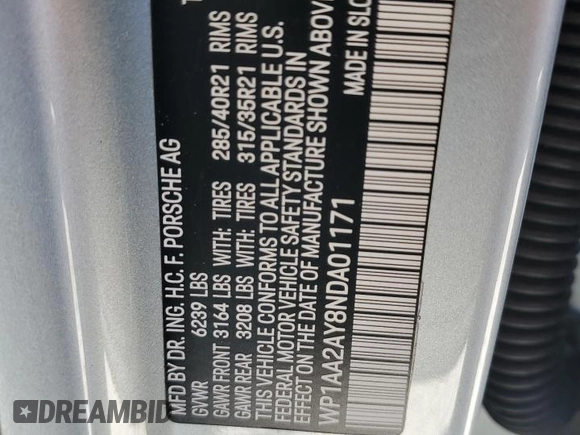 MFD BY DR. ING. H.C. F. PORSCHE AG
GVWR 6239 LBS
GAWR FRONT 3164 LBS WITH: TIRES 285/40R21 RIMS
GAWR REAR 3208 LBS WITH: TIRES 315/35R21 RIMS
THIS VEHICLE CONFORMS TO ALL APPLICABLE U.S.
FEDERAL MOTOR VEHICLE SAFETY STANDARDS IN
EFFECT ON THE DATE OF MANUFACTURE SHOWN ABOVE
WP1AA2AY8NDA01171 MADE IN SLO
RIDESAFELY